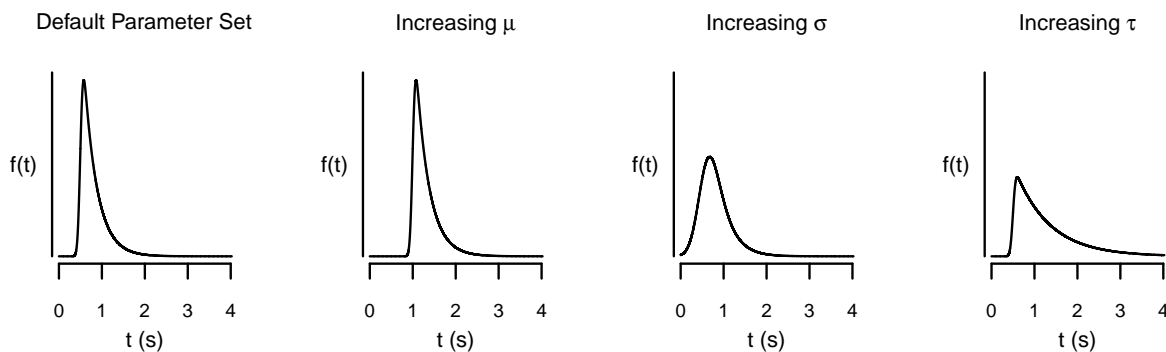 Default Parameter Set
f(t)
0 1 2 3 4
t (s)
Increasing μ
f(t)
0 1 2 3 4
t (s)
Increasing σ
f(t)
0 1 2 3 4
t (s)
Increasing τ
f(t)
0 1 2 3 4
t (s)